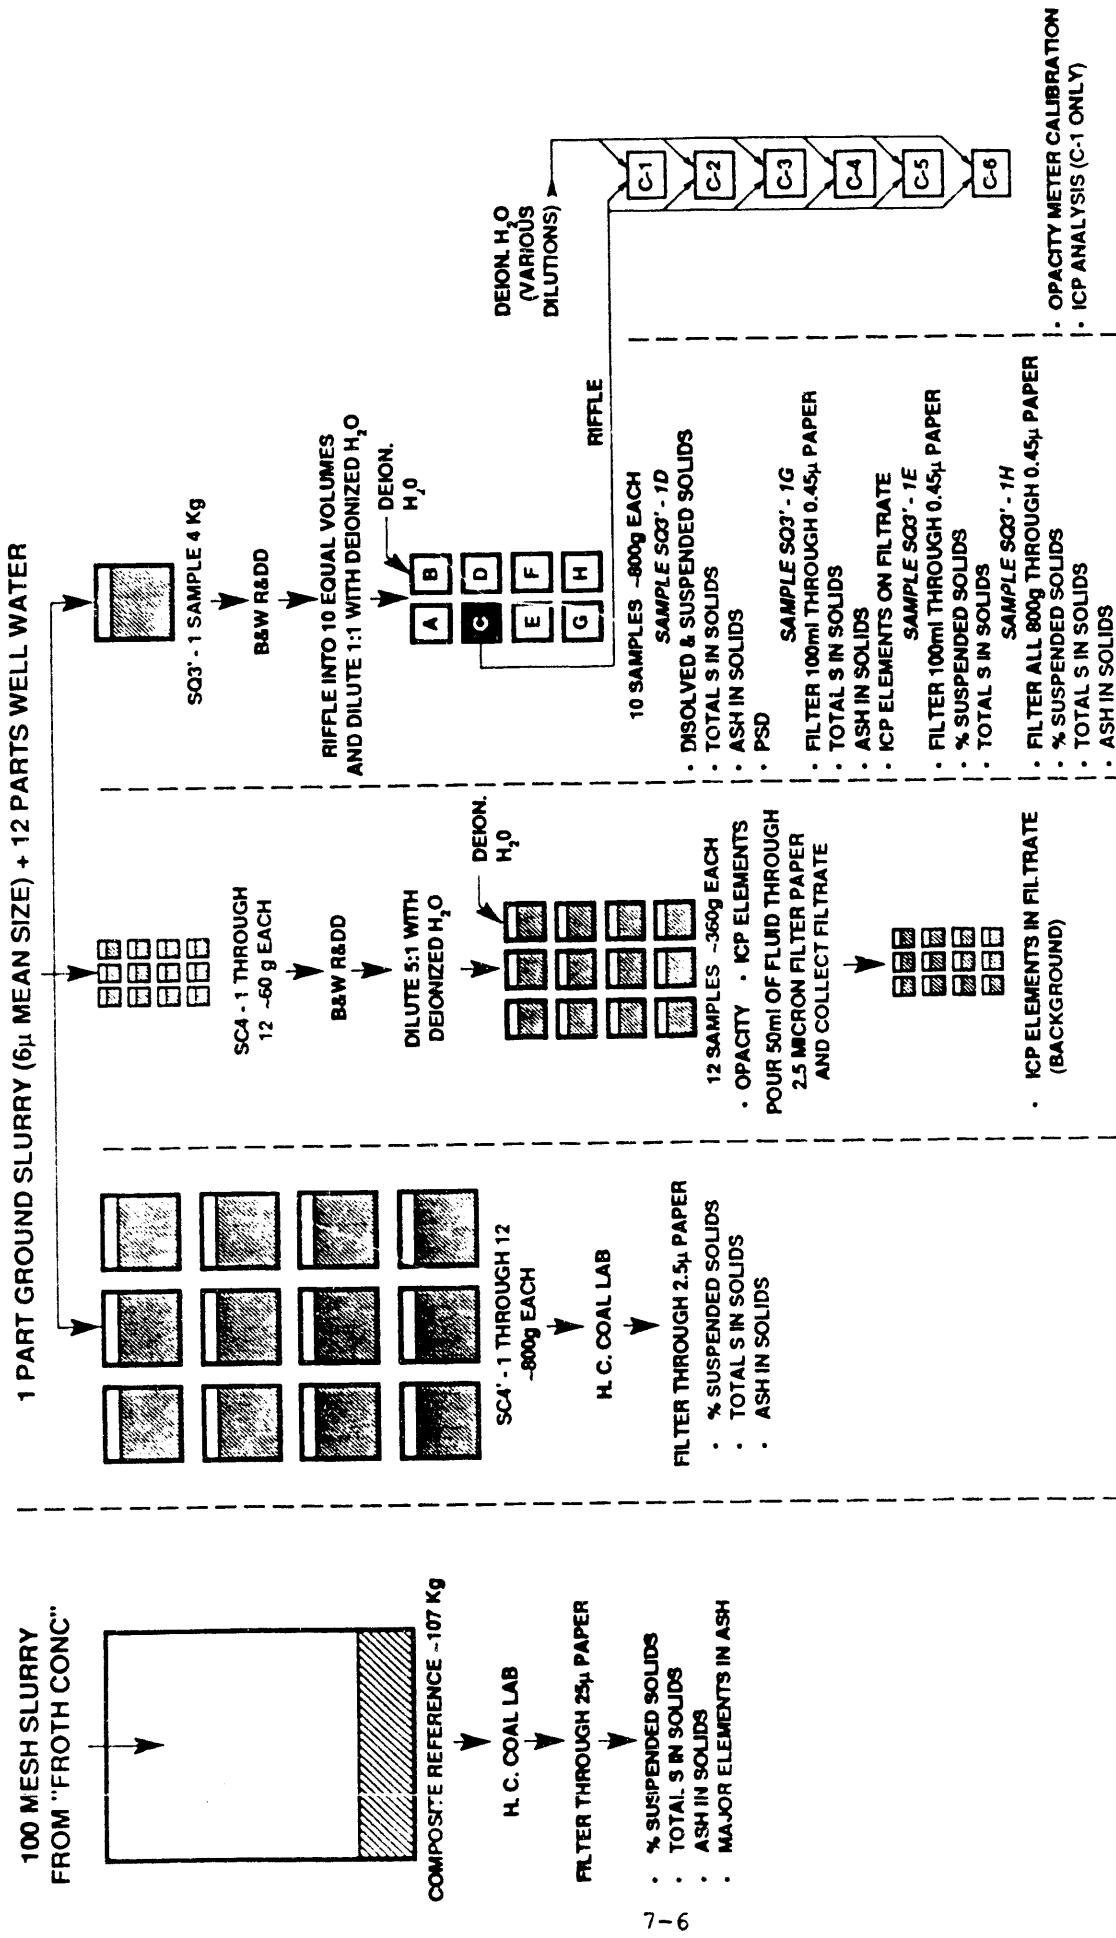 100 MESH SLURRY
FROM "FROTH CONC"
COMPOSITE REFERENCE ~107 Kg
H. C. COAL LAB
FILTER THROUGH 25µ PAPER
• % SUSPENDED SOLIDS
• TOTAL S IN SOLIDS
• ASH IN SOLIDS
• MAJOR ELEMENTS IN ASH
1 PART GROUND SLURRY (6µ MEAN SIZE) + 12 PARTS WELL WATER
SC4' - 1 THROUGH 12
~800g EACH
H. C. COAL LAB
FILTER THROUGH 2.5µ PAPER
• % SUSPENDED SOLIDS
• TOTAL S IN SOLIDS
• ASH IN SOLIDS
SC4 - 1 THROUGH
12 ~60 g EACH
B&W R&DD
DILUTE 5:1 WITH
DEIONIZED H₂O
DEION.
H₂O
12 SAMPLES ~360g EACH
• OPACITY • ICP ELEMENTS
POUR 50ml OF FLUID THROUGH
2.5 MICRON FILTER PAPER
AND COLLECT FILTRATE
• ICP ELEMENTS IN FILTRATE
(BACKGROUND)
SQ3' - 1 SAMPLE 4 Kg
B&W R&DD
RIFFLE INTO 10 EQUAL VOLUMES
AND DILUTE 1:1 WITH DEIONIZED H₂O
DEION.
H₂O
A B
C D
E F
G H
RIFFLE
10 SAMPLES ~800g EACH
SAMPLE SQ3' - 1D
• DISOLVED & SUSPENDED SOLIDS
• TOTAL S IN SOLIDS
• ASH IN SOLIDS
• PSD
SAMPLE SQ3' - 1G
• FILTER 100ml THROUGH 0.45µ PAPER
• TOTAL S IN SOLIDS
• ASH IN SOLIDS
• ICP ELEMENTS ON FILTRATE
SAMPLE SQ3' - 1E
• FILTER 100ml THROUGH 0.45µ PAPER
• % SUSPENDED SOLIDS
• TOTAL S IN SOLIDS
SAMPLE SQ3' - 1H
• FILTER ALL 800g THROUGH 0.45µ PAPER
• % SUSPENDED SOLIDS
• TOTAL S IN SOLIDS
• ASH IN SOLIDS
DEION. H₂O
(VARIOUS
DILUTIONS)
C-1
C-2
C-3
C-4
C-5
C-6
• OPACITY METER CALIBRATION
• ICP ANALYSIS (C-1 ONLY)
7-6